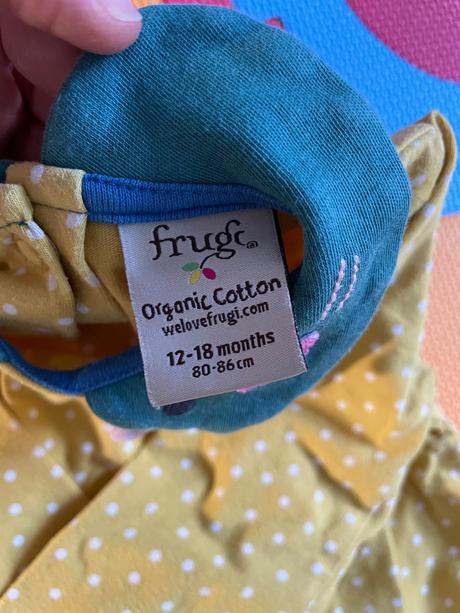 frugi®
Organic Cotton
welovefrugi.com
12-18 months
80-86cm